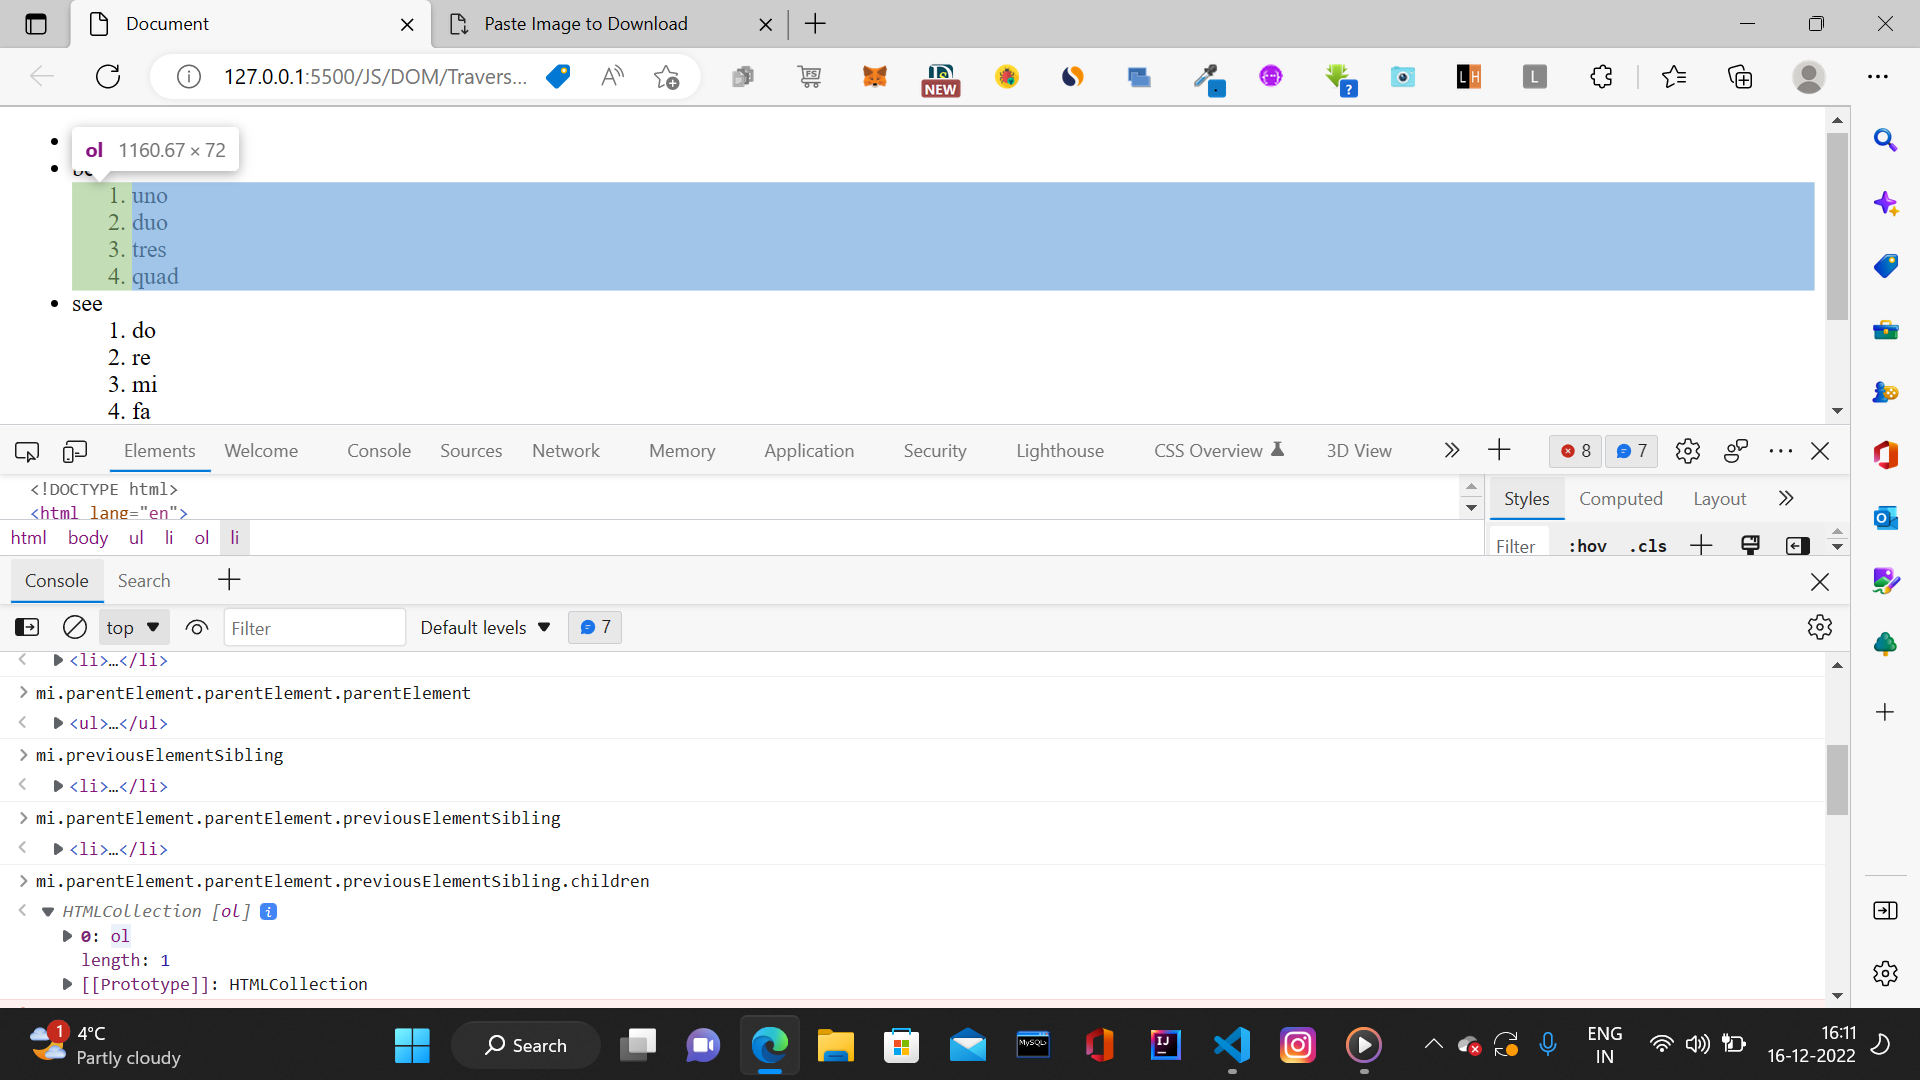 Document
Paste Image to Download
127.0.0.1:5500/JS/DOM/Travers...
NEW
ol 1160.67 × 72
1. uno
2. duo
3. tres
4. quad
see
1. do
2. re
3. mi
4. fa
Elements Welcome Console Sources Network Memory Application Security Lighthouse CSS Overview 3D View 8 7
<!DOCTYPE html>
<html lang="en">
html body ul li ol li
Styles Computed Layout
Filter :hov .cls
Console Search
top Filter Default levels 7
<li>…</li>
mi.parentElement.parentElement.parentElement
<ul>…</ul>
mi.previousElementSibling
<li>…</li>
mi.parentElement.parentElement.previousElementSibling
<li>…</li>
mi.parentElement.parentElement.previousElementSibling.children
HTMLCollection [ol] i
0: ol
length: 1
[[Prototype]]: HTMLCollection
1
4°C
Partly cloudy
Search
ENG
IN
16:11
16-12-2022